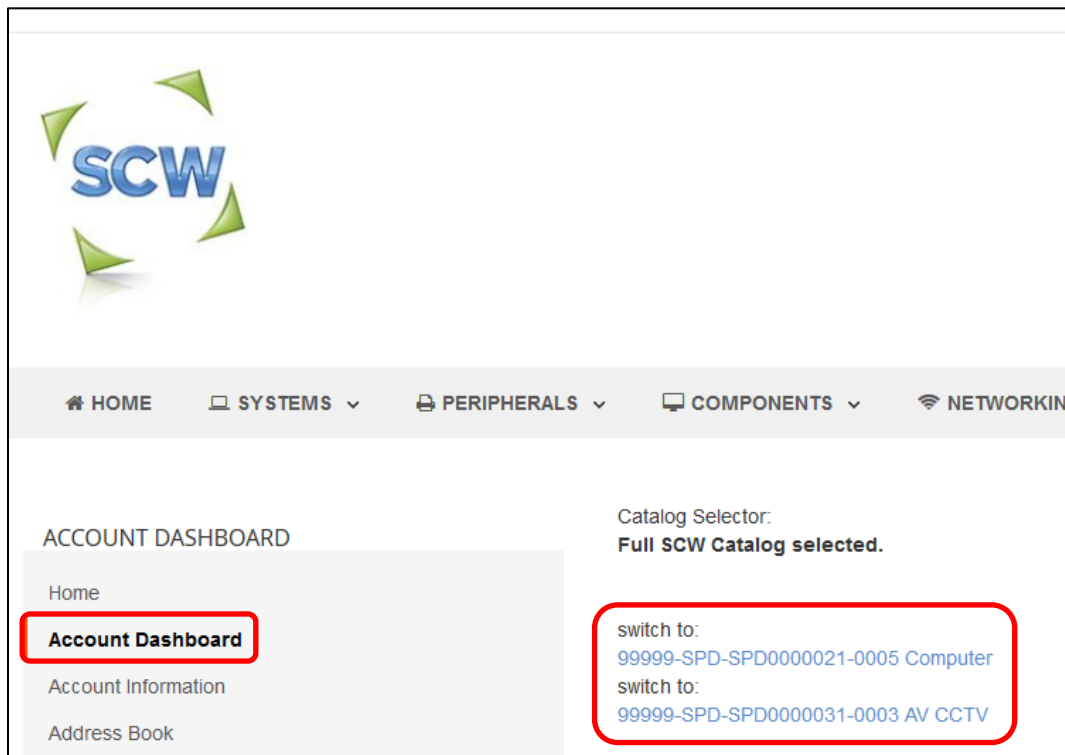 SCW
HOME SYSTEMS PERIPHERALS COMPONENTS NETWORKIN
ACCOUNT DASHBOARD
Home
Account Dashboard
Account Information
Address Book
Catalog Selector:
Full SCW Catalog selected.
switch to:
99999-SPD-SPD0000021-0005 Computer
switch to:
99999-SPD-SPD0000031-0003 AV CCTV